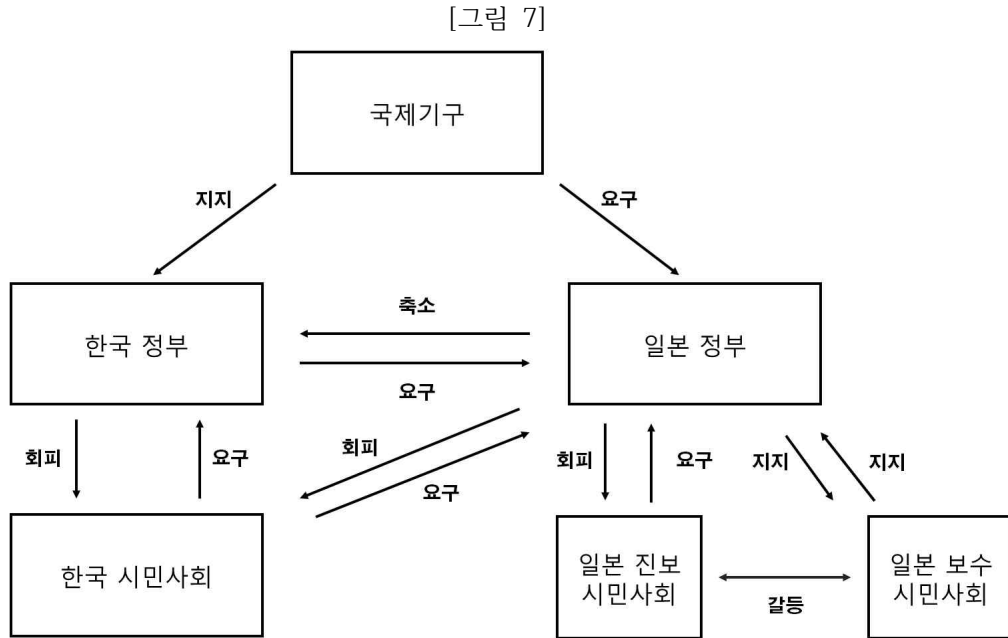 [그림 7]
국제기구
지지
요구
한국 정부
축소
요구
일본 정부
회피
요구
회피
요구
회피
요구
지지
지지
한국 시민사회
일본 진보
시민사회
갈등
일본 보수
시민사회